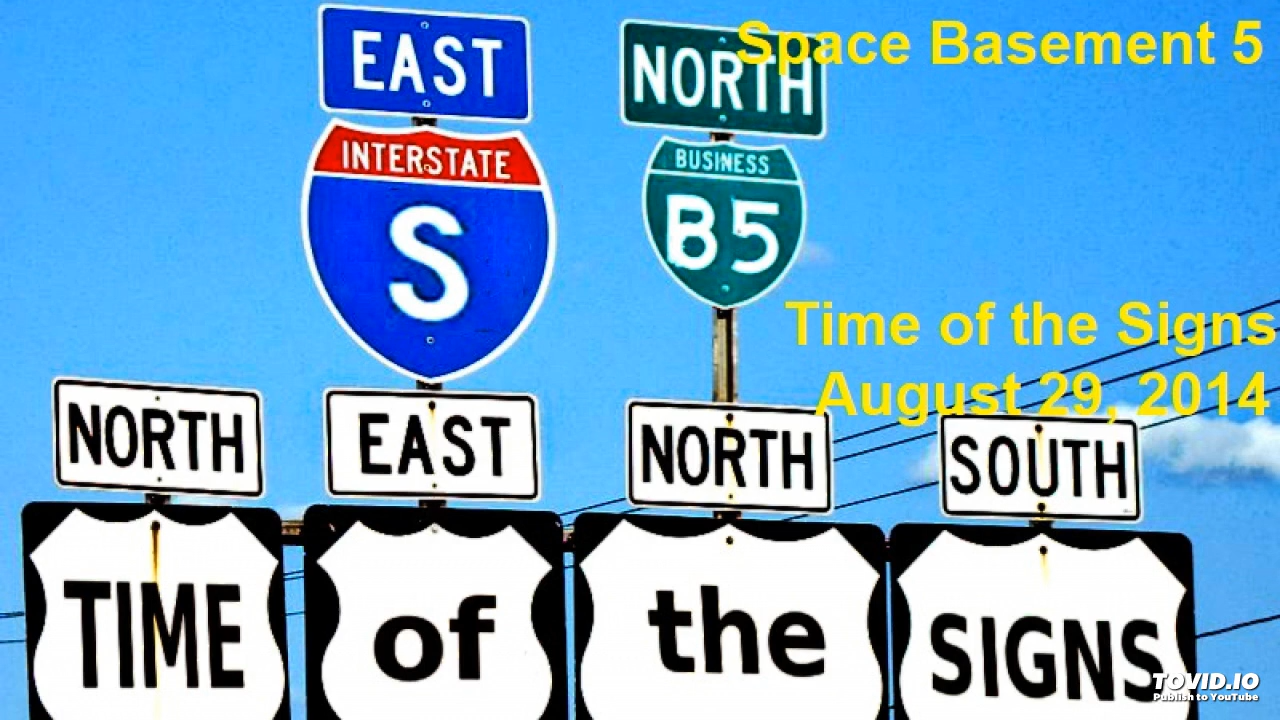 EAST
INTERSTATE
S
NORTH
BUSINESS
B5
Space Basement 5
Time of the Signs
August 29, 2014
NORTH
EAST
NORTH
SOUTH
TIME
of
the
SIGNS
TOVID.IO
Publish to YouTube